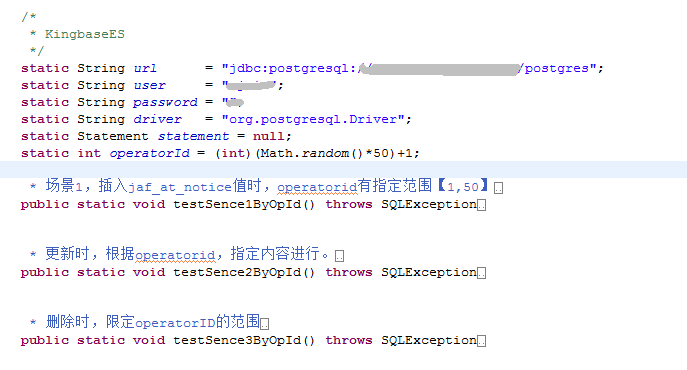 /*
* KingbaseES
*/
static String url = "jdbc:postgresql:/ /postgres";
static String user = " ";
static String password = "
static String driver = "org.postgresql.Driver";
static Statement statement = null;
static int operatorId = (int)(Math.random()*50)+1;
* 场景1，插入jaf_at_notice值时，operatorid有指定范围【1,50】
public static void testSence1ByOpId() throws SQLException
* 更新时，根据operatorid，指定内容进行。
public static void testSence2ByOpId() throws SQLException
* 删除时，限定operatorID的范围
public static void testSence3ByOpId() throws SQLException